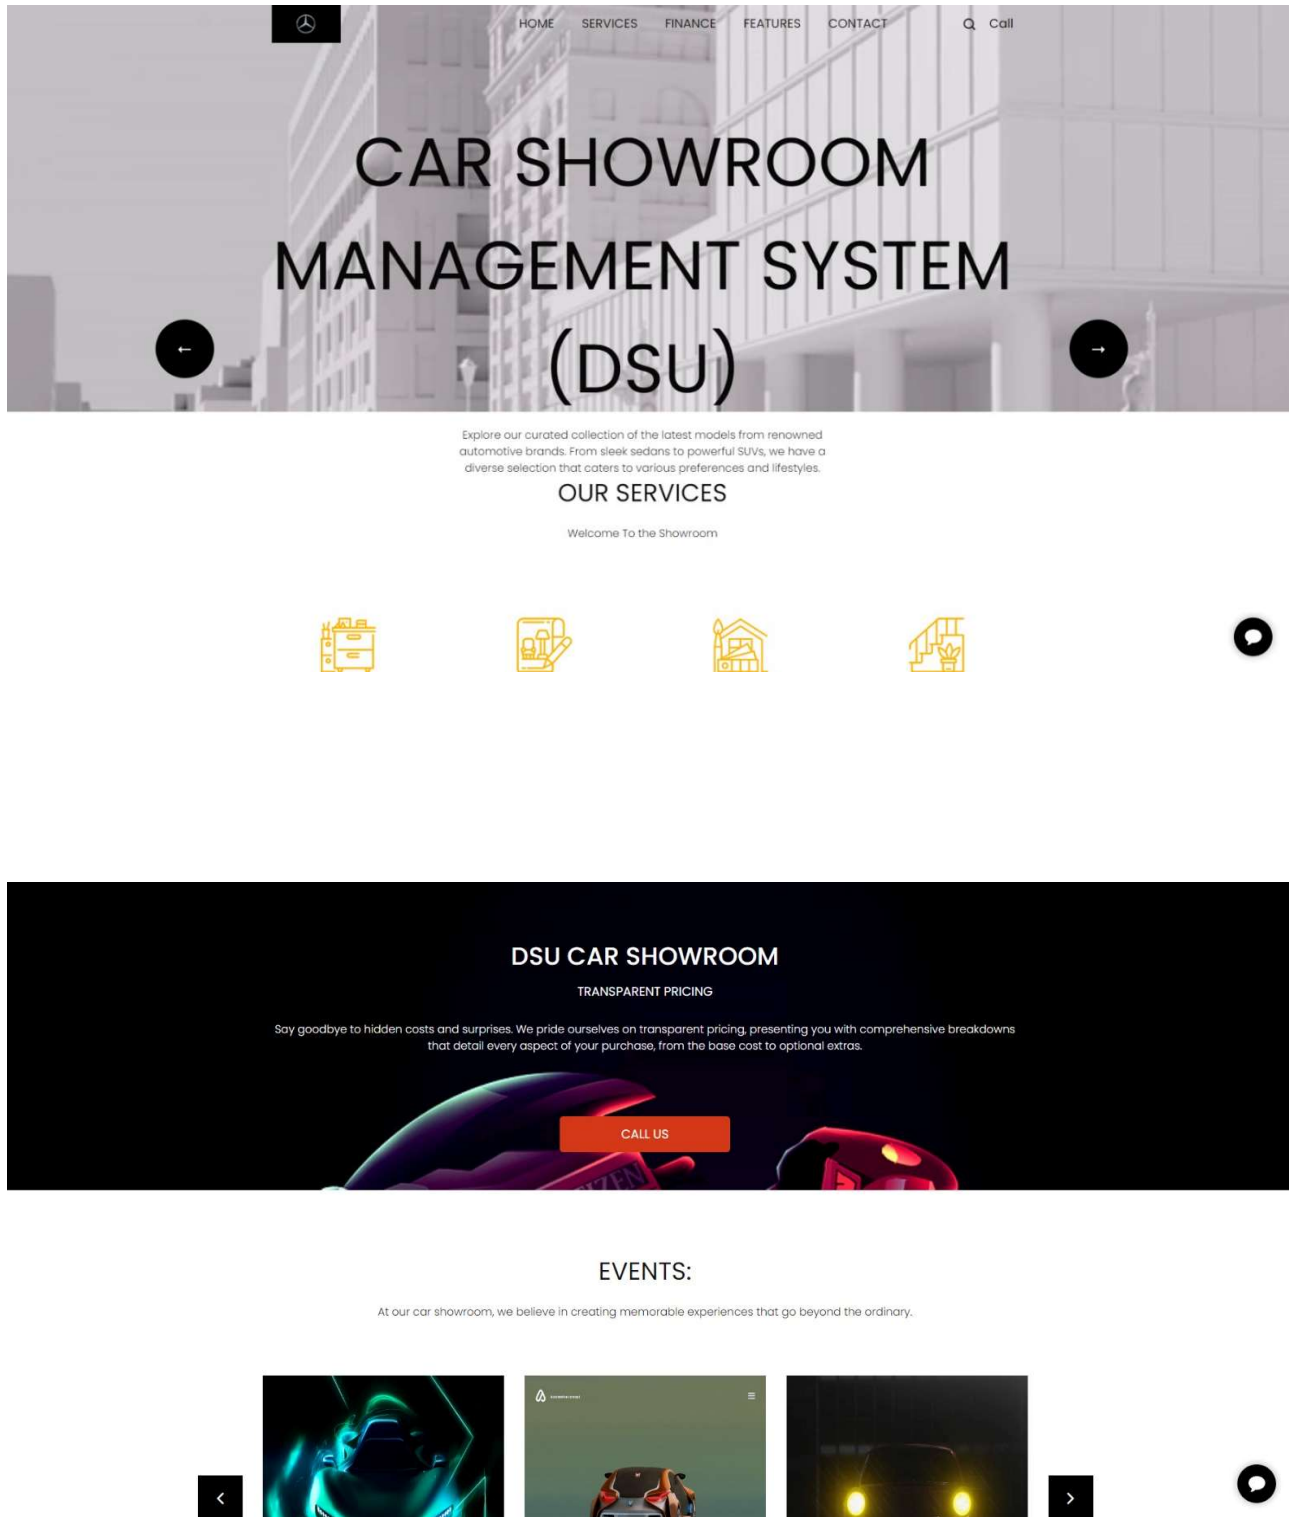 HOME SERVICES FINANCE FEATURES CONTACT Call
CAR SHOWROOM
MANAGEMENT SYSTEM
(DSU)
Explore our curated collection of the latest models from renowned
automotive brands. From sleek sedans to powerful SUVs, we have a
diverse selection that caters to various preferences and lifestyles.
OUR SERVICES
Welcome To the Showroom
DSU CAR SHOWROOM
TRANSPARENT PRICING
Say goodbye to hidden costs and surprises. We pride ourselves on transparent pricing, presenting you with comprehensive breakdowns
that detail every aspect of your purchase, from the base cost to optional extras.
CALL US
EVENTS:
At our car showroom, we believe in creating memorable experiences that go beyond the ordinary.